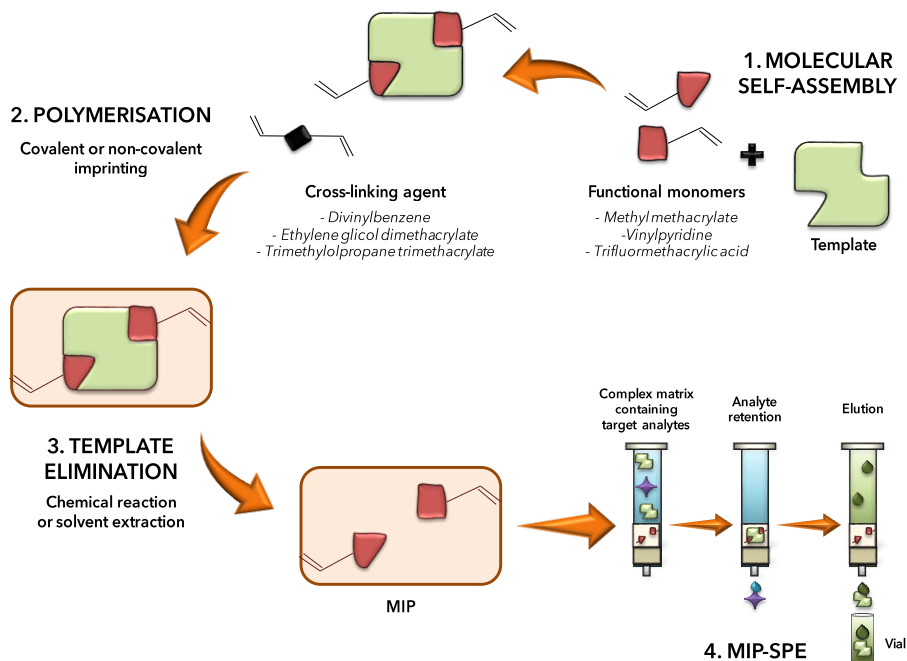 1. MOLECULAR
SELF-ASSEMBLY
2. POLYMERISATION
Covalent or non-covalent
imprinting
Cross-linking agent
- Divinylbenzene
- Ethylene glicol dimethacrylate
- Trimethylolpropane trimethacrylate
Functional monomers
- Methyl methacrylate
-Vinylpyridine
- Trifluormethacrylic acid
Template
3. TEMPLATE
ELIMINATION
Chemical reaction
or solvent extraction
MIP
Complex matrix
containing
target analytes
Analyte
retention
Elution
4. MIP-SPE
Vial